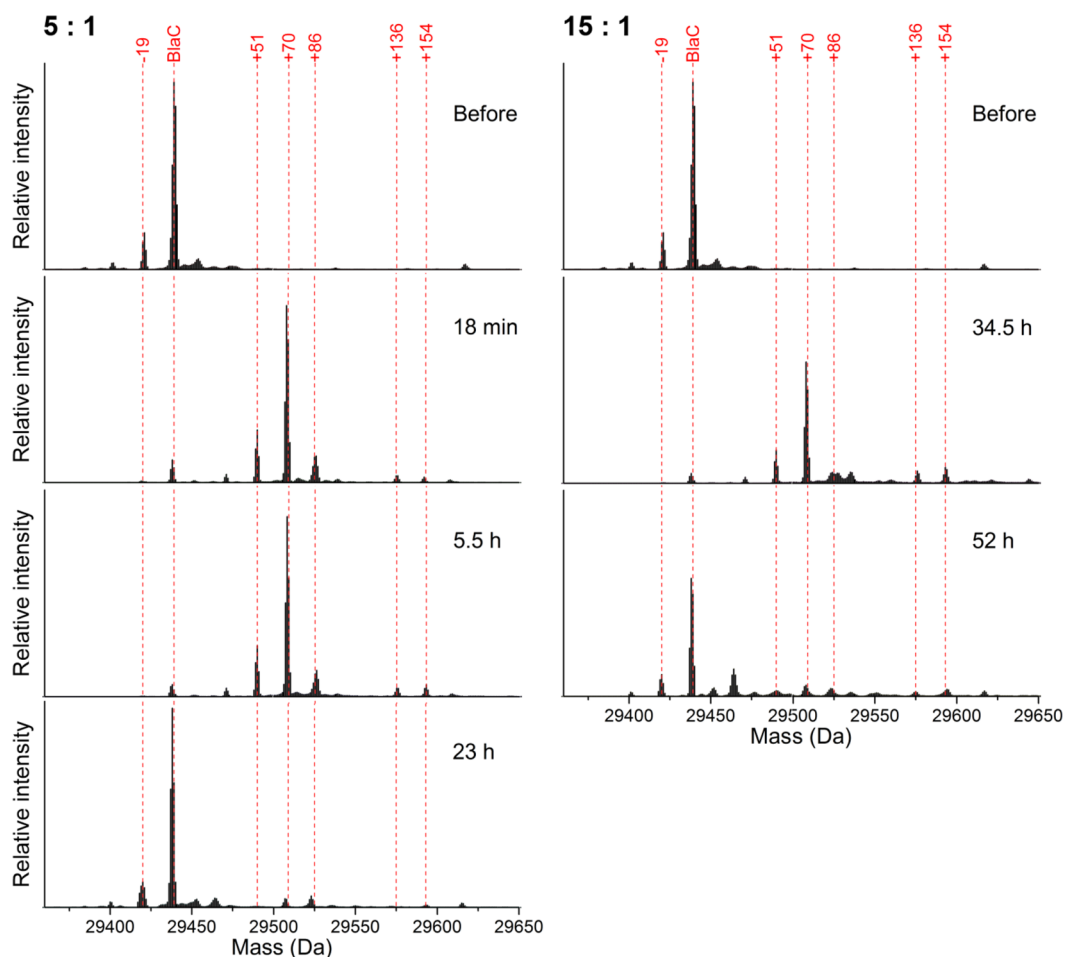 5 : 1
-19
BlaC
+51
+70
+86
+136
+154
Relative intensity
Before
Relative intensity
18 min
Relative intensity
5.5 h
Relative intensity
23 h
29400 29450 29500 29550 29600 29650
Mass (Da)
15 : 1
-19
BlaC
+51
+70
+86
+136
+154
Before
34.5 h
52 h
29400 29450 29500 29550 29600 29650
Mass (Da)